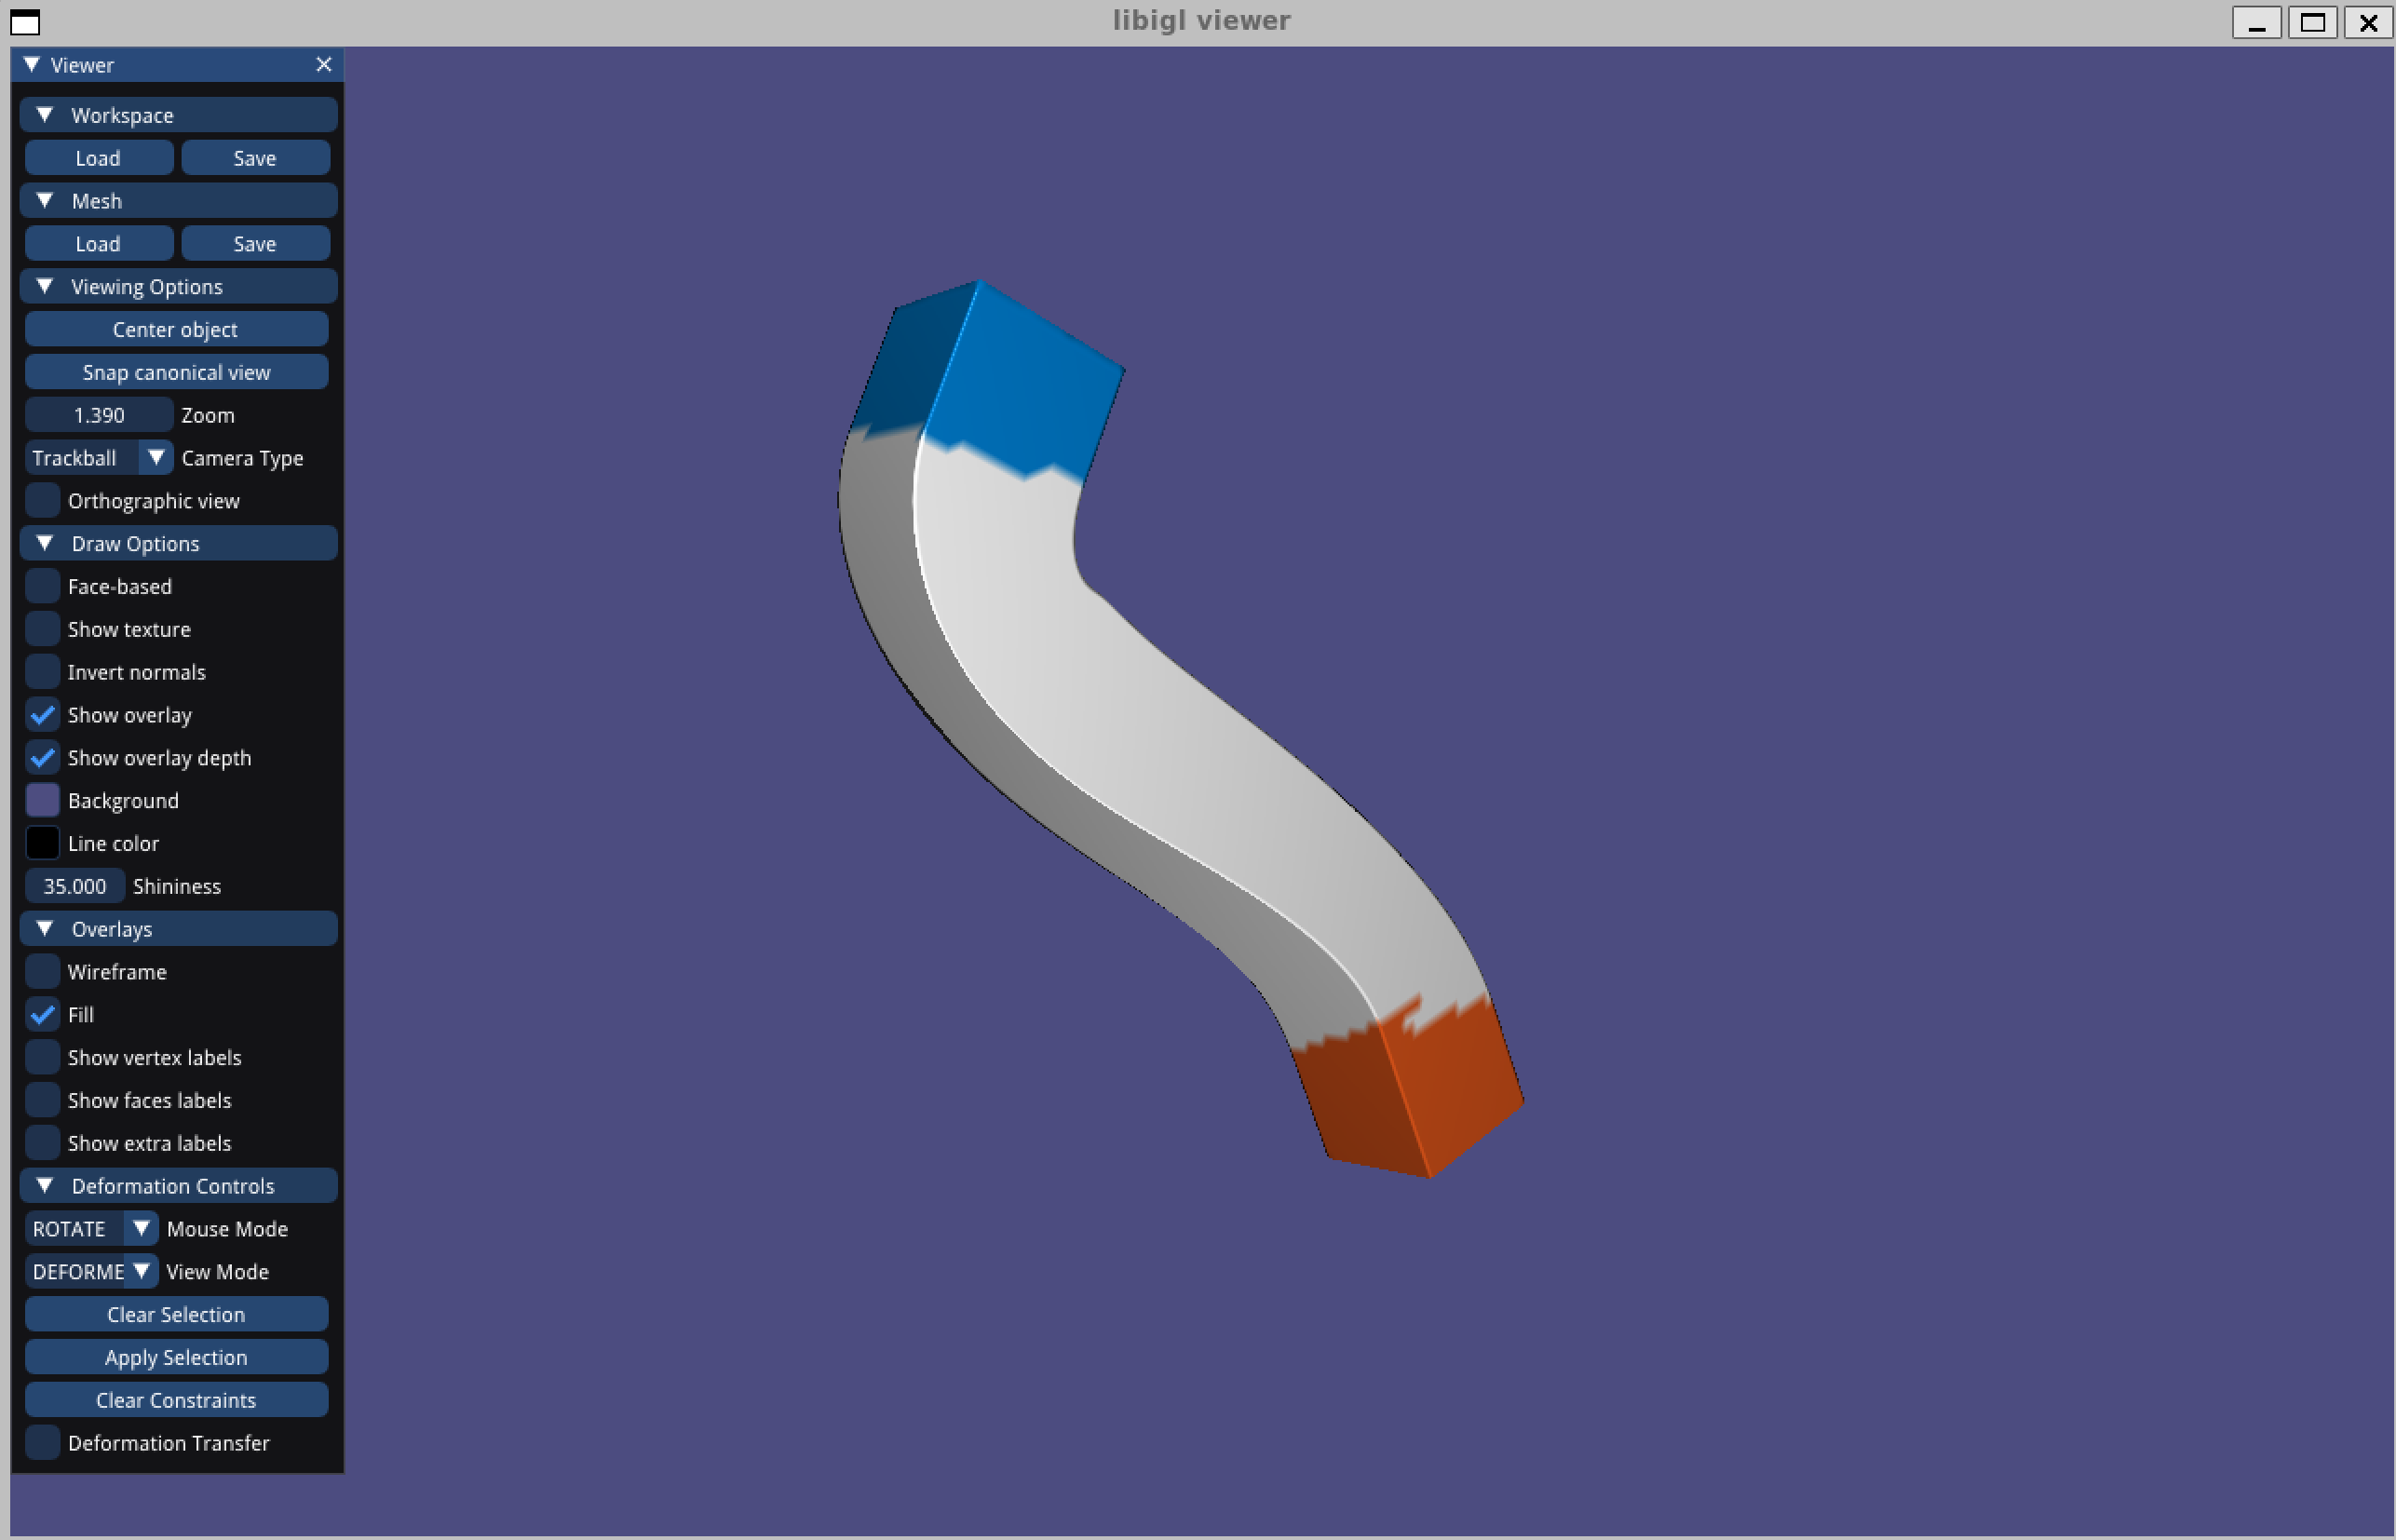 libigl viewer
Viewer
Workspace
Load Save
Mesh
Load Save
Viewing Options
Center object
Snap canonical view
1.390 Zoom
Trackball Camera Type
Orthographic view
Draw Options
Face-based
Show texture
Invert normals
Show overlay
Show overlay depth
Background
Line color
35.000 Shininess
Overlays
Wireframe
Fill
Show vertex labels
Show faces labels
Show extra labels
Deformation Controls
ROTATE Mouse Mode
DEFORME View Mode
Clear Selection
Apply Selection
Clear Constraints
Deformation Transfer